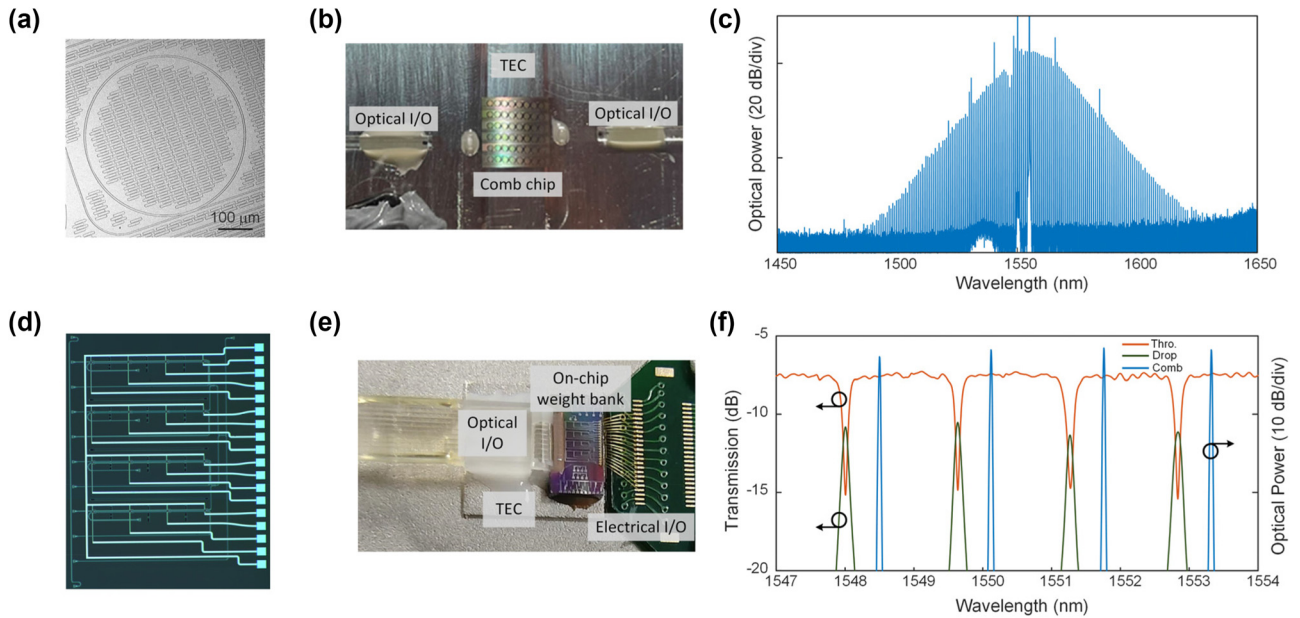 (a)
100 µm
(b)
TEC
Optical I/O
Optical I/O
Comb chip
(c)
Optical power (20 dB/div)
1450
1500
1550
1600
1650
Wavelength (nm)
(d)
(e)
On-chip
weight bank
Optical
I/O
TEC
Electrical I/O
(f)
Thro.
Drop
Comb
Transmission (dB)
-5
-10
-15
-20
Optical Power (10 dB/div)
1547
1548
1549
1550
1551
1552
1553
1554
Wavelength (nm)